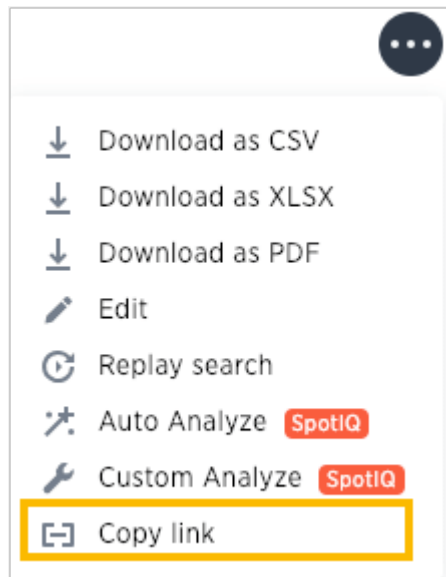 Download as CSV
Download as XLSX
Download as PDF
Edit
Replay search
Auto Analyze SpotIQ
Custom Analyze SpotIQ
Copy link